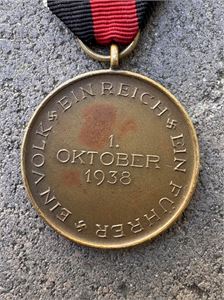 EIN VOLK EIN REICH EIN FÜHRER
1.
OKTOBER
1938